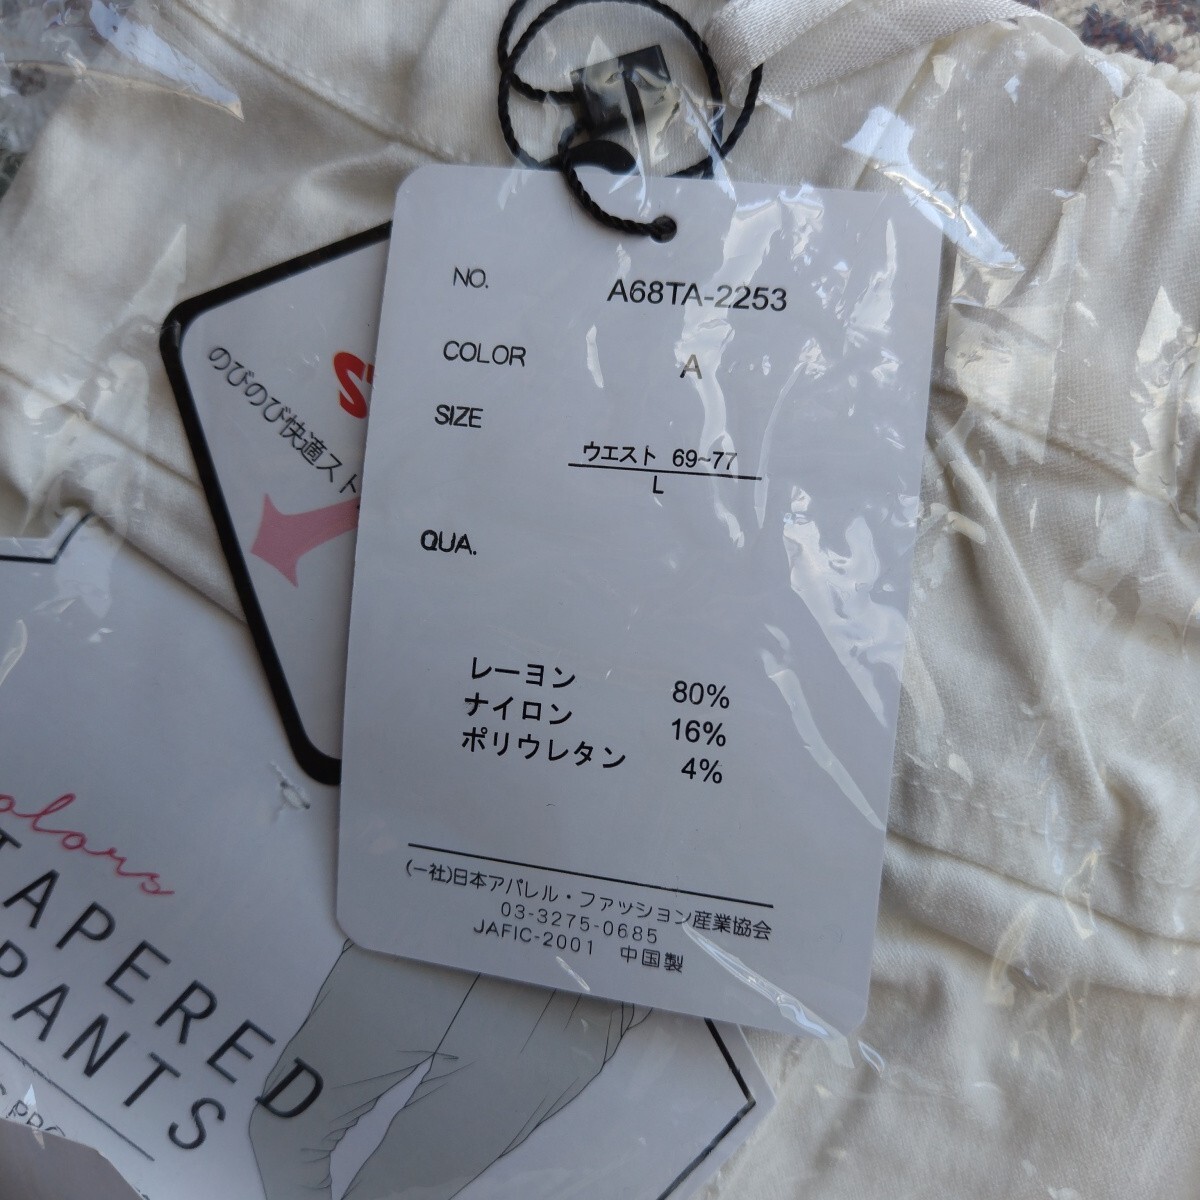 NO. A68TA-2253
COLOR A
SIZE
ウエスト 69~77
L
QUA.
レーヨン 80%
ナイロン 16%
ポリウレタン 4%
(一社)日本アパレル・ファッション産業協会
03-3275-0685
JAFIC-2001 中国製
のびのび快適スト
S
olors
TAPERED
PANTS